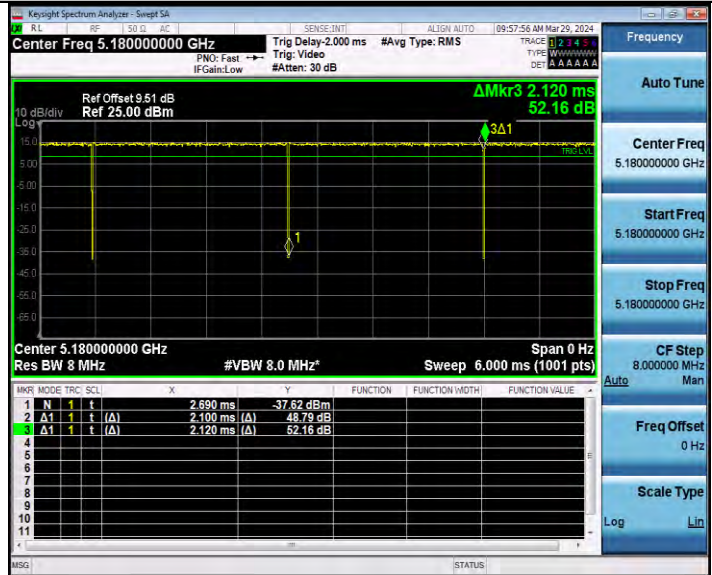 Keysight Spectrum Analyzer - Swept SA
RL RF 50 Ω AC SENSE:INT ALIGN AUTO 09:57:56 AM Mar 29, 2024
Center Freq 5.180000000 GHz
PNO: Fast
IFGain:Low
Trig Delay-2.000 ms
Trig: Video
#Atten: 30 dB
#Avg Type: RMS
TRACE 1 2 3 4 5 6
TYPE WWWWWW
DET A A A A A A
Frequency
Ref Offset 9.51 dB
10 dB/div Ref 25.00 dBm
Log
ΔMkr3 2.120 ms
52.16 dB
15.0
5.00
-5.00
-15.0
-25.0
-35.0
-45.0
-55.0
-65.0
3Δ1
TRIG LVL
1
Center 5.180000000 GHz Span 0 Hz
Res BW 8 MHz #VBW 8.0 MHz* Sweep 6.000 ms (1001 pts)
MKR MODE TRC SCL X Y FUNCTION FUNCTION WIDTH FUNCTION VALUE
1 N 1 t 2.690 ms -37.62 dBm
2 Δ1 1 t (Δ) 2.100 ms (Δ) 48.79 dB
3 Δ1 1 t (Δ) 2.120 ms (Δ) 52.16 dB
4
5
6
7
8
9
10
11
Auto Tune
Center Freq
5.180000000 GHz
Start Freq
5.180000000 GHz
Stop Freq
5.180000000 GHz
CF Step
8.000000 MHz
Auto Man
Freq Offset
0 Hz
Scale Type
Log Lin
MSG STATUS